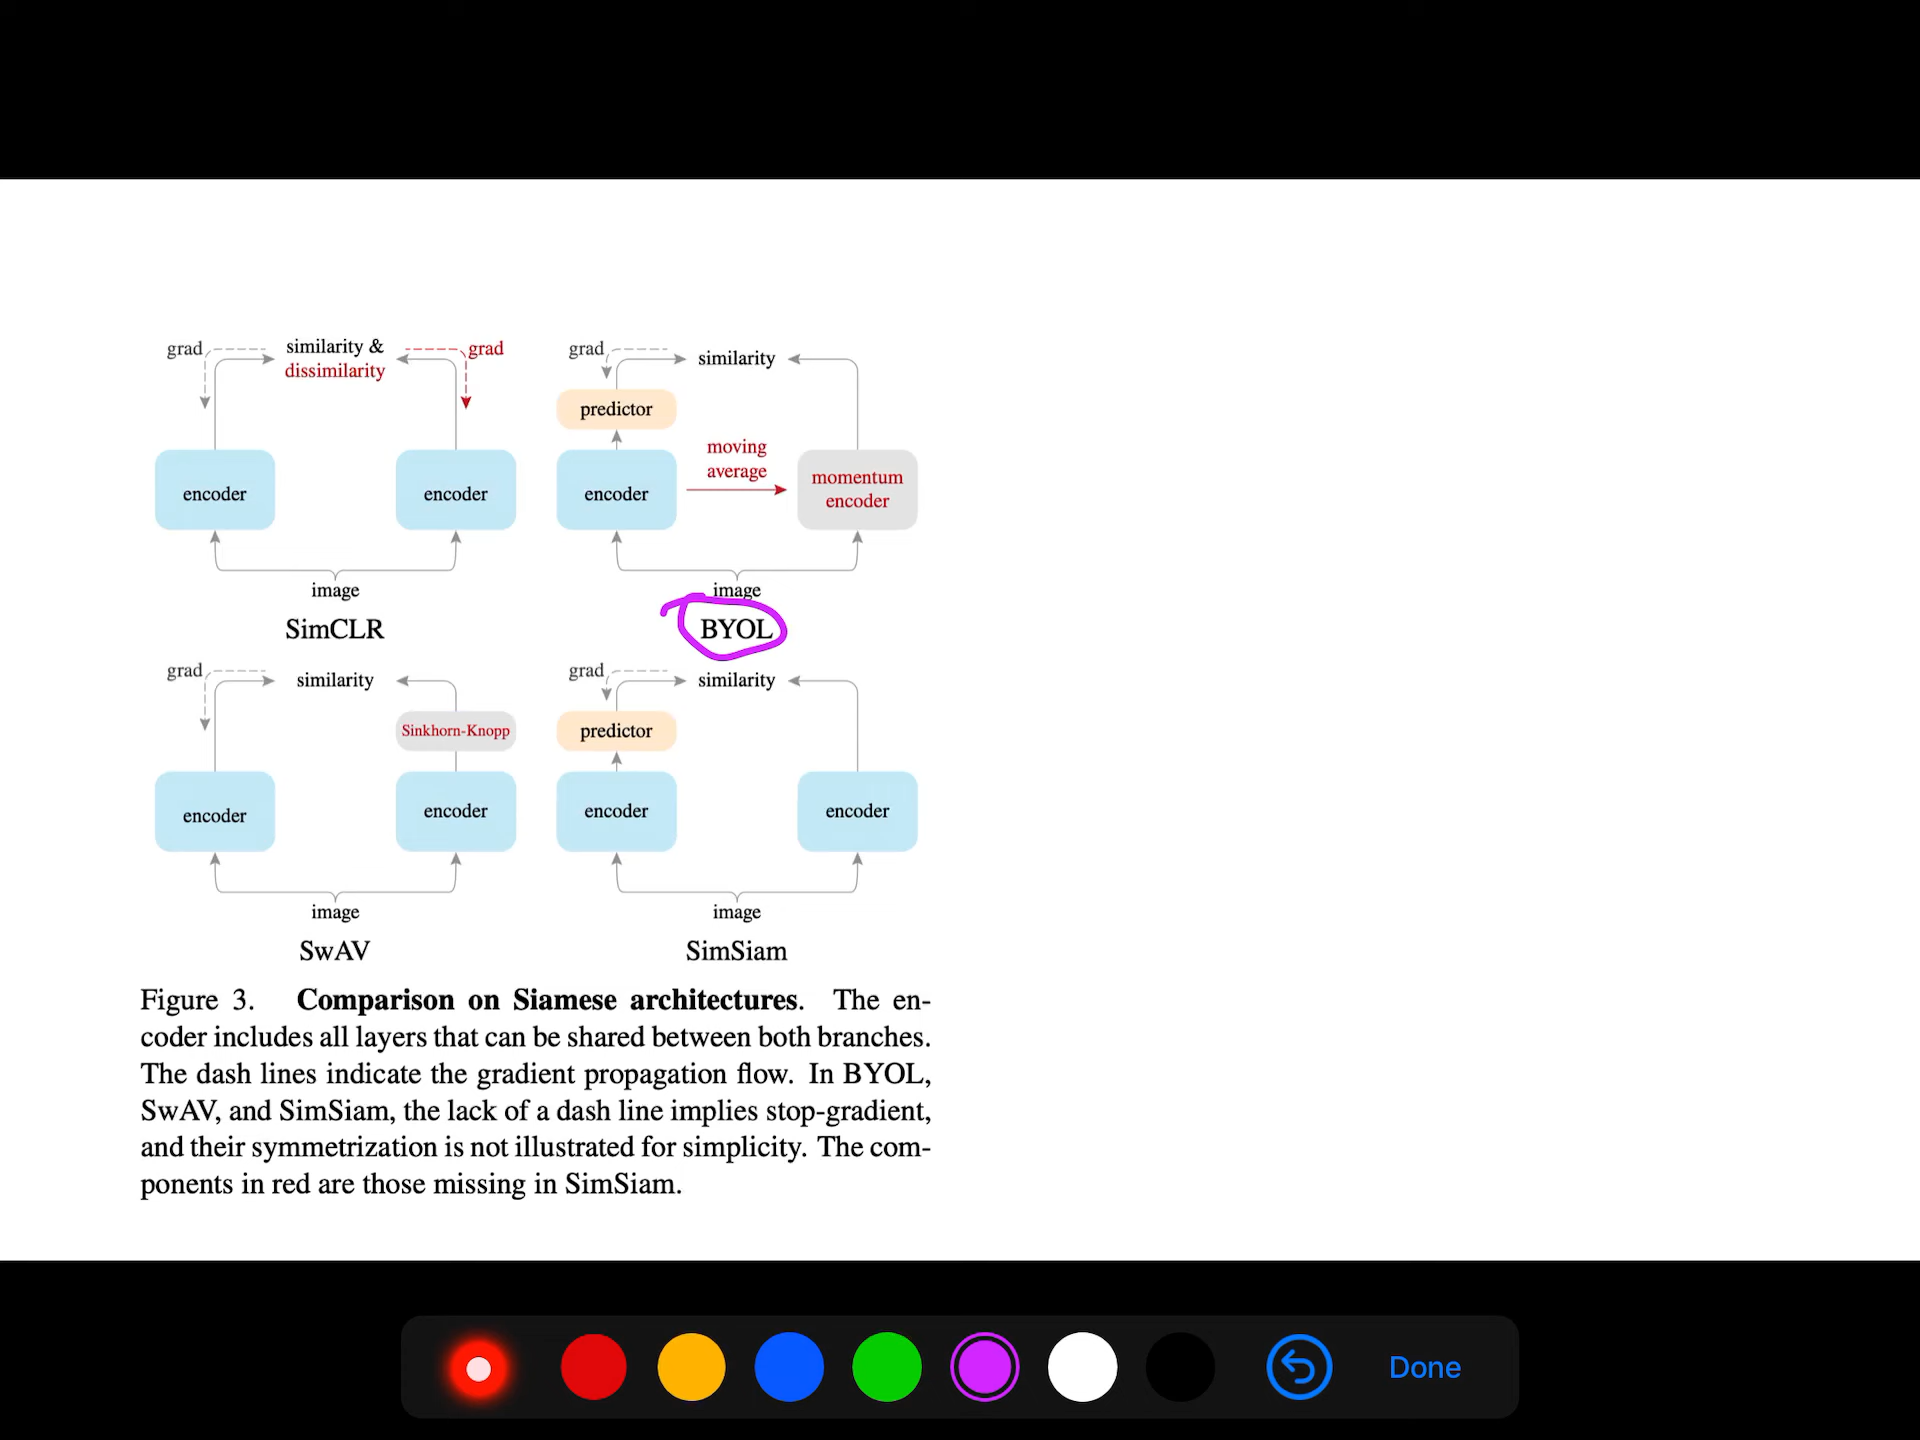 grad similarity & grad
dissimilarity
encoder encoder
image
SimCLR
grad similarity
predictor
moving
average
encoder momentum
encoder
image
BYOL
grad similarity
Sinkhorn-Knopp
encoder encoder
image
SwAV
grad similarity
predictor
encoder encoder
image
SimSiam
Figure 3. Comparison on Siamese architectures. The en-
coder includes all layers that can be shared between both branches.
The dash lines indicate the gradient propagation flow. In BYOL,
SwAV, and SimSiam, the lack of a dash line implies stop-gradient,
and their symmetrization is not illustrated for simplicity. The com-
ponents in red are those missing in SimSiam.
Done